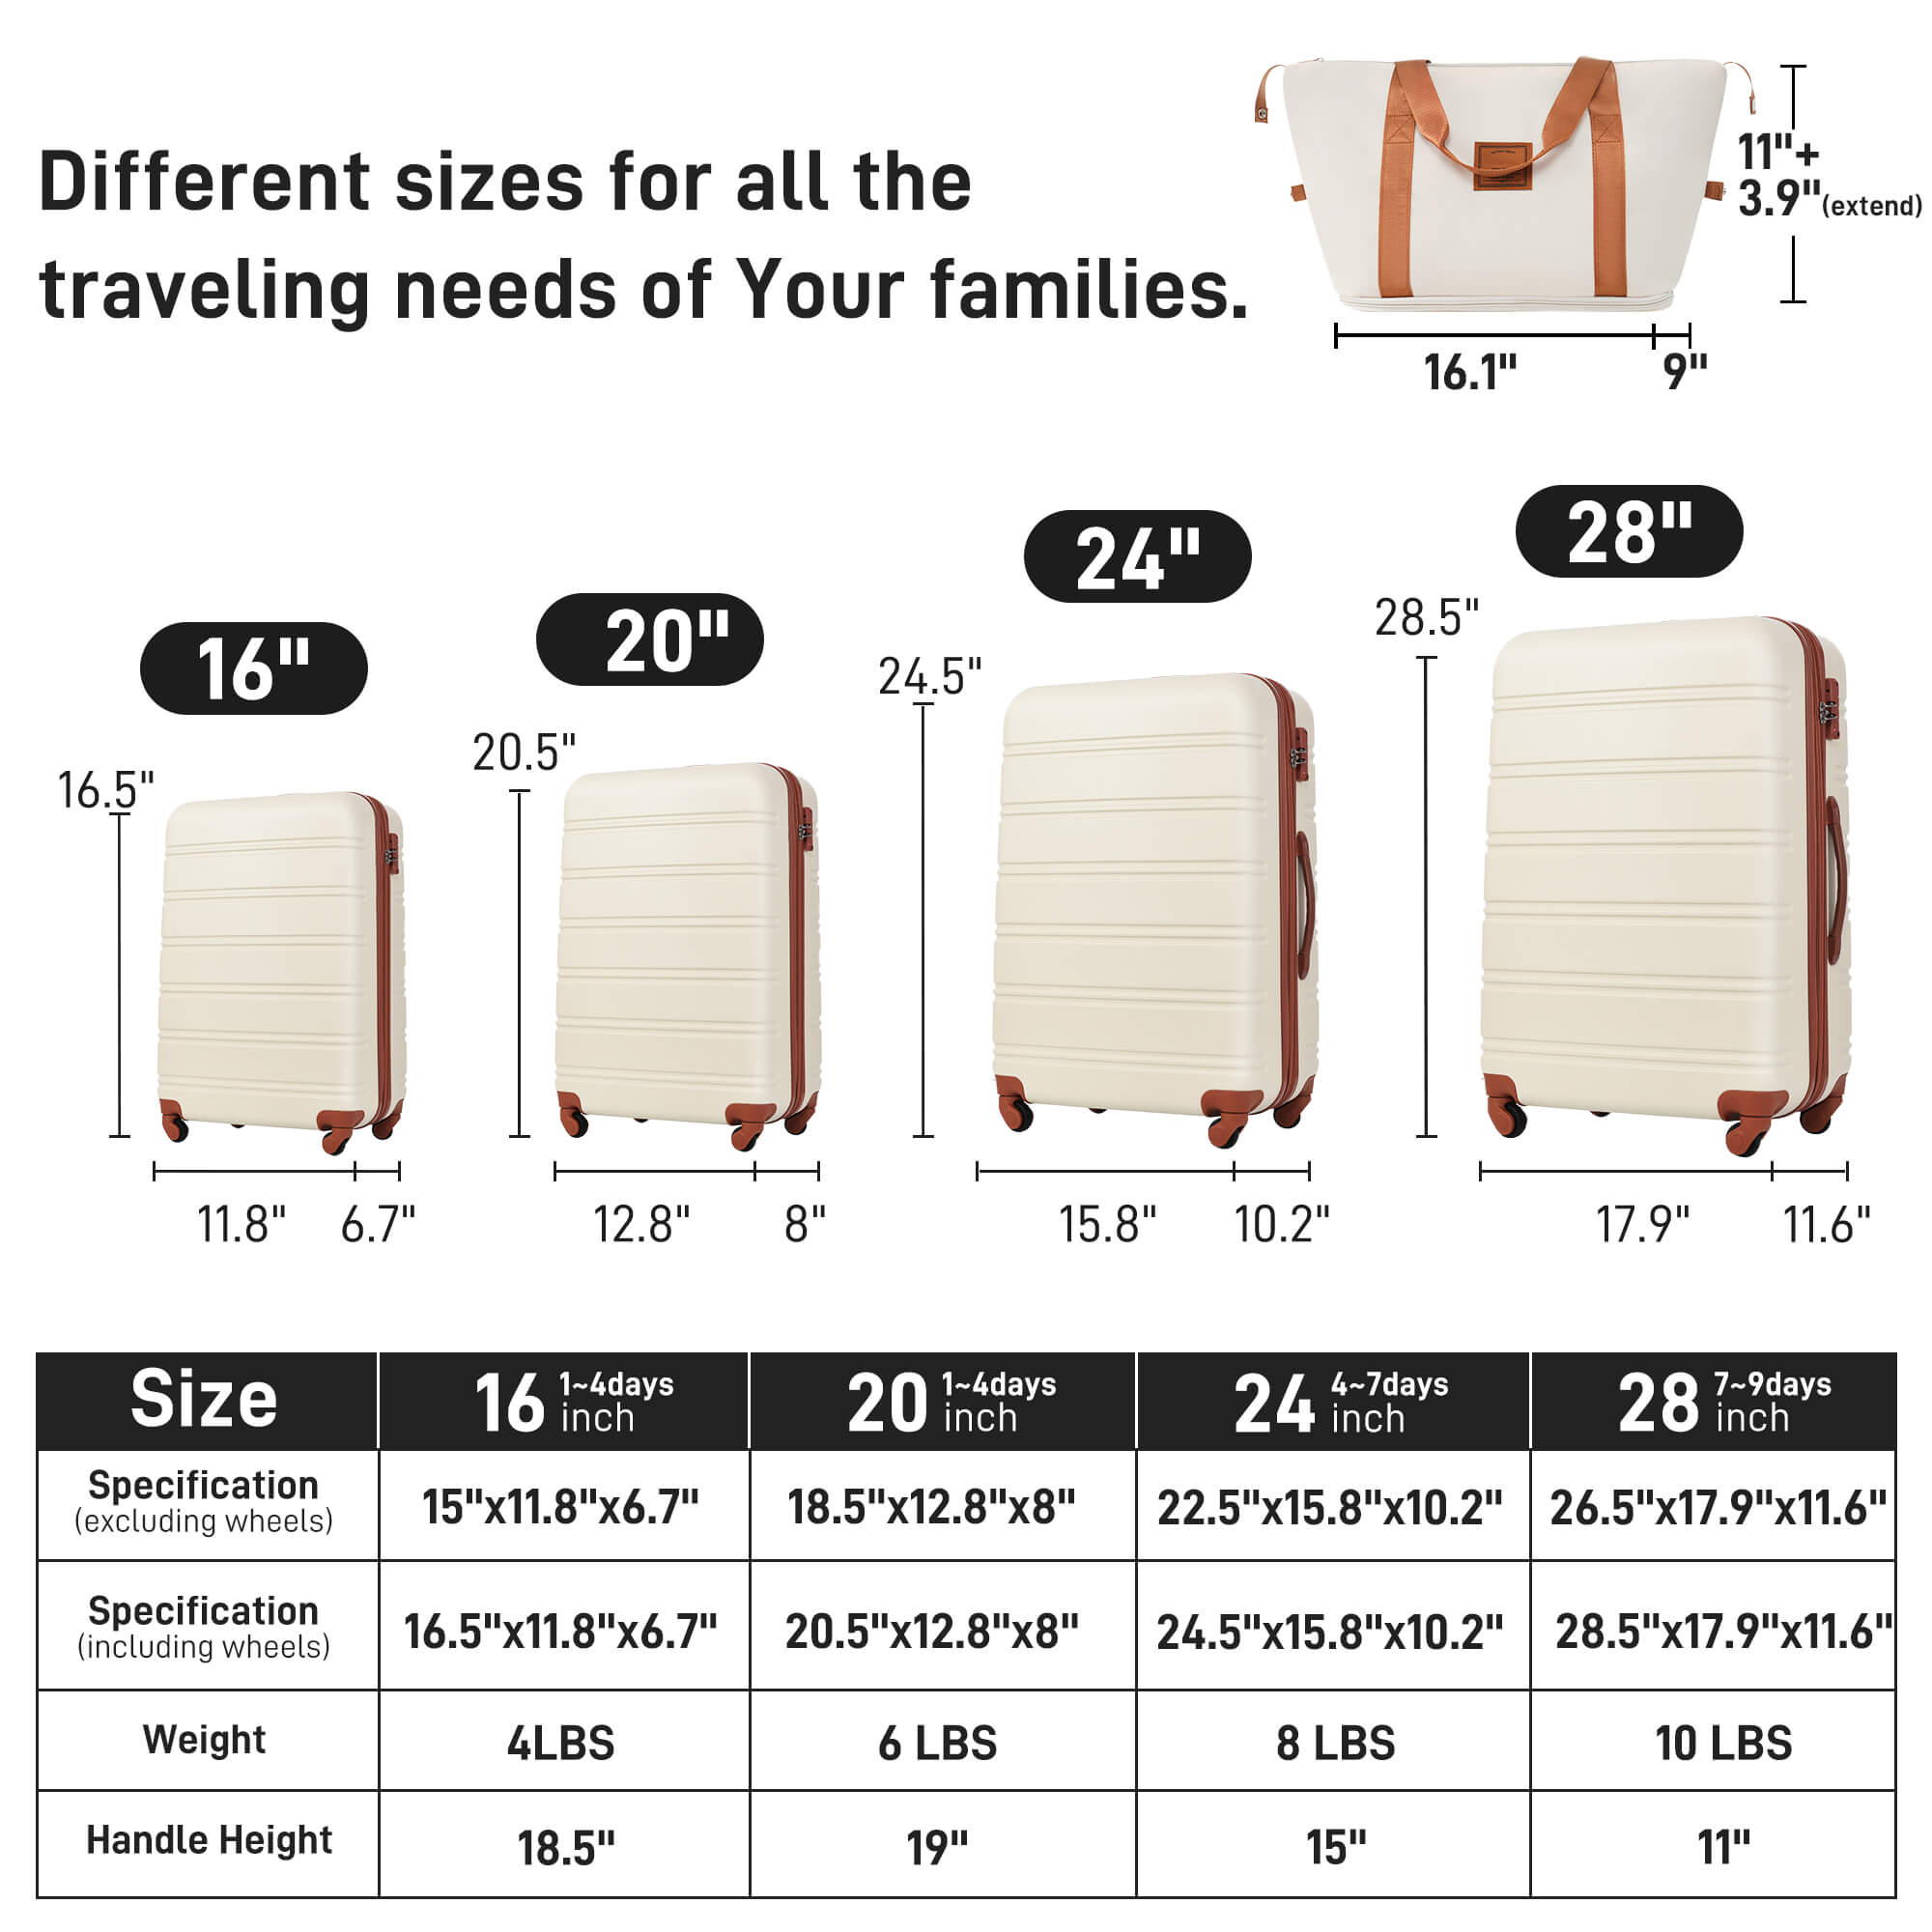 Different sizes for all the
traveling needs of Your families.
11"+
3.9"(extend)
16.1" 9"
16" 20" 24" 28"
16.5" 20.5" 24.5" 28.5"
11.8" 6.7" 12.8" 8" 15.8" 10.2" 17.9" 11.6"
Size 16 1~4days inch 20 1~4days inch 24 4~7days inch 28 7~9days inch
Specification
(excluding wheels)
15"x11.8"x6.7" 18.5"x12.8"x8" 22.5"x15.8"x10.2" 26.5"x17.9"x11.6"
Specification
(including wheels)
16.5"x11.8"x6.7" 20.5"x12.8"x8" 24.5"x15.8"x10.2" 28.5"x17.9"x11.6"
Weight 4LBS 6 LBS 8 LBS 10 LBS
Handle Height 18.5" 19" 15" 11"